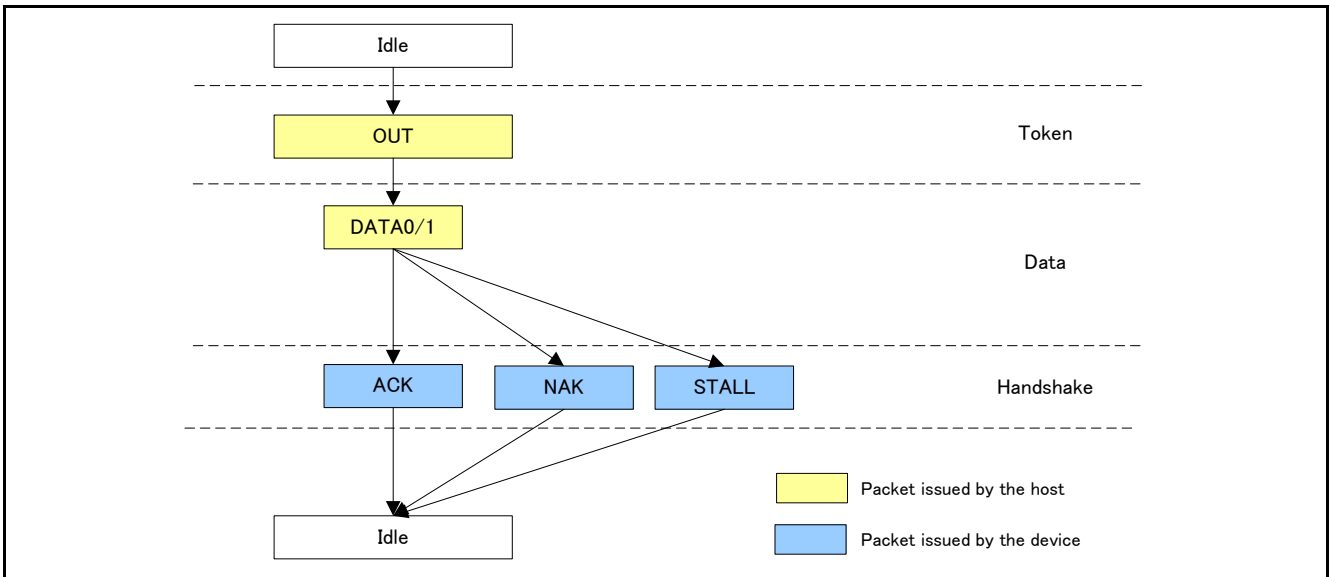 Idle
OUT
Token
DATA0/1
Data
ACK
NAK
STALL
Handshake
Packet issued by the host
Idle
Packet issued by the device